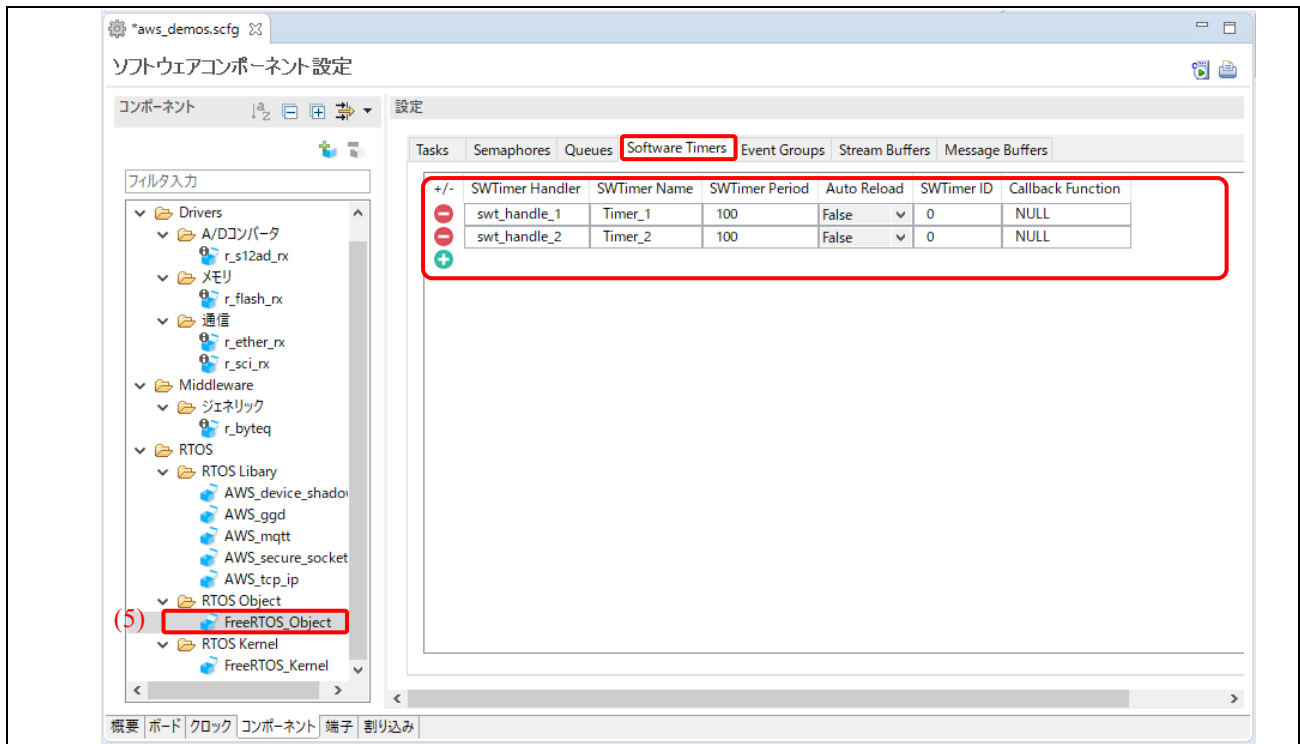 *aws_demos.scfg
ソフトウェアコンポーネント設定
コンポーネント
設定
フィルタ入力
Drivers
A/Dコンバータ
r_s12ad_rx
メモリ
r_flash_rx
通信
r_ether_rx
r_sci_rx
Middleware
ジェネリック
r_byteq
RTOS
RTOS Libary
AWS_device_shadov
AWS_ggd
AWS_mqtt
AWS_secure_socket
AWS_tcp_ip
RTOS Object
(5) FreeRTOS_Object
RTOS Kernel
FreeRTOS_Kernel
Tasks Semaphores Queues Software Timers Event Groups Stream Buffers Message Buffers
+/- SWTimer Handler SWTimer Name SWTimer Period Auto Reload SWTimer ID Callback Function
swt_handle_1 Timer_1 100 False 0 NULL
swt_handle_2 Timer_2 100 False 0 NULL
概要 ボード クロック コンポーネント 端子 割り込み